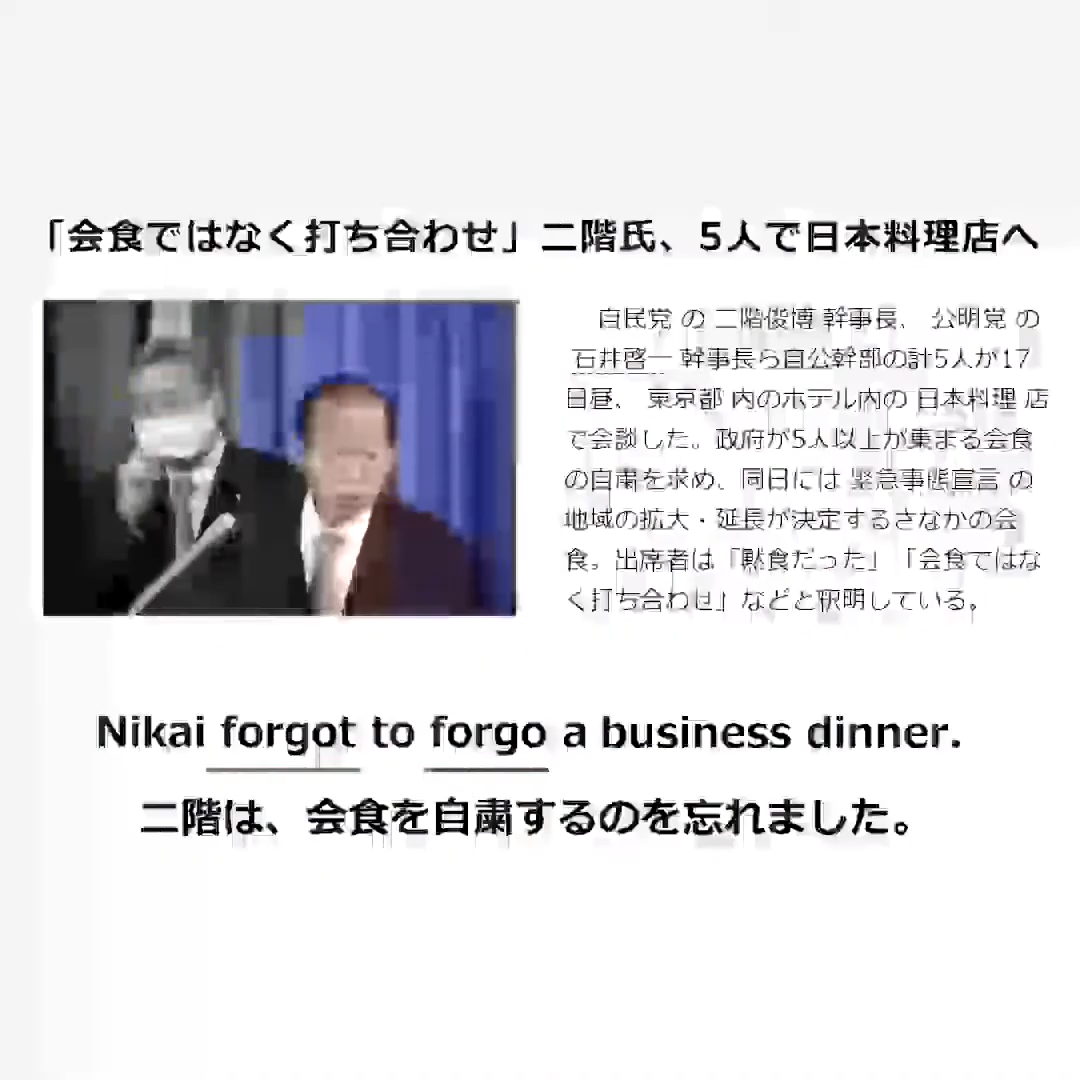 「会食ではなく打ち合わせ」二階氏、5人で日本料理店へ
自民党 の 二階俊博 幹事長、 公明党 の
石井啓一 幹事長ら自公幹部の計5人が17
日昼、 東京都 内のホテル内の 日本料理 店
で会談した。政府が5人以上が集まる会食
の自粛を求め、同日には 緊急事態宣言 の
地域の拡大・延長が決定するさなかの会
食。出席者は「黙食だった」「会食ではな
く打ち合わせ」などと釈明している。
Nikai forgot to forgo a business dinner.
二階は、会食を自粛するのを忘れました。